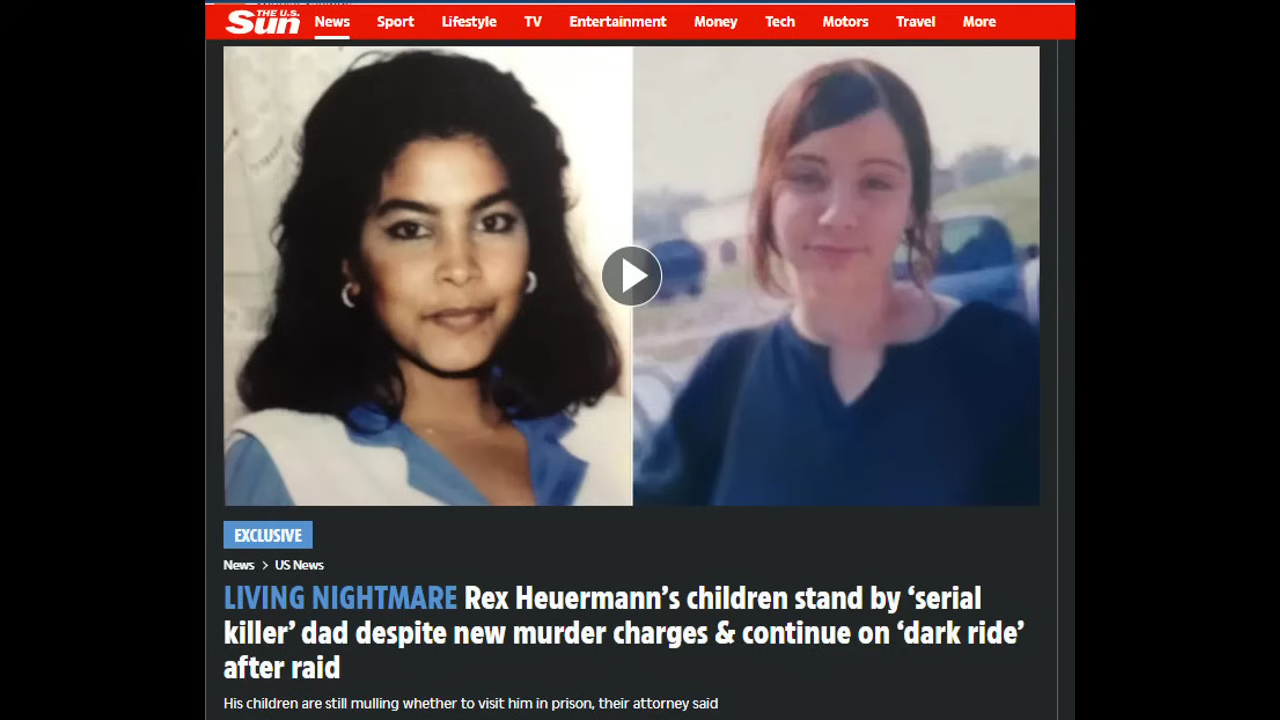 THE U.S. Sun
News Sport Lifestyle TV Entertainment Money Tech Motors Travel More
EXCLUSIVE
News > US News
LIVING NIGHTMARE Rex Heuermann’s children stand by ‘serial
killer’ dad despite new murder charges & continue on ‘dark ride’
after raid
His children are still mulling whether to visit him in prison, their attorney said